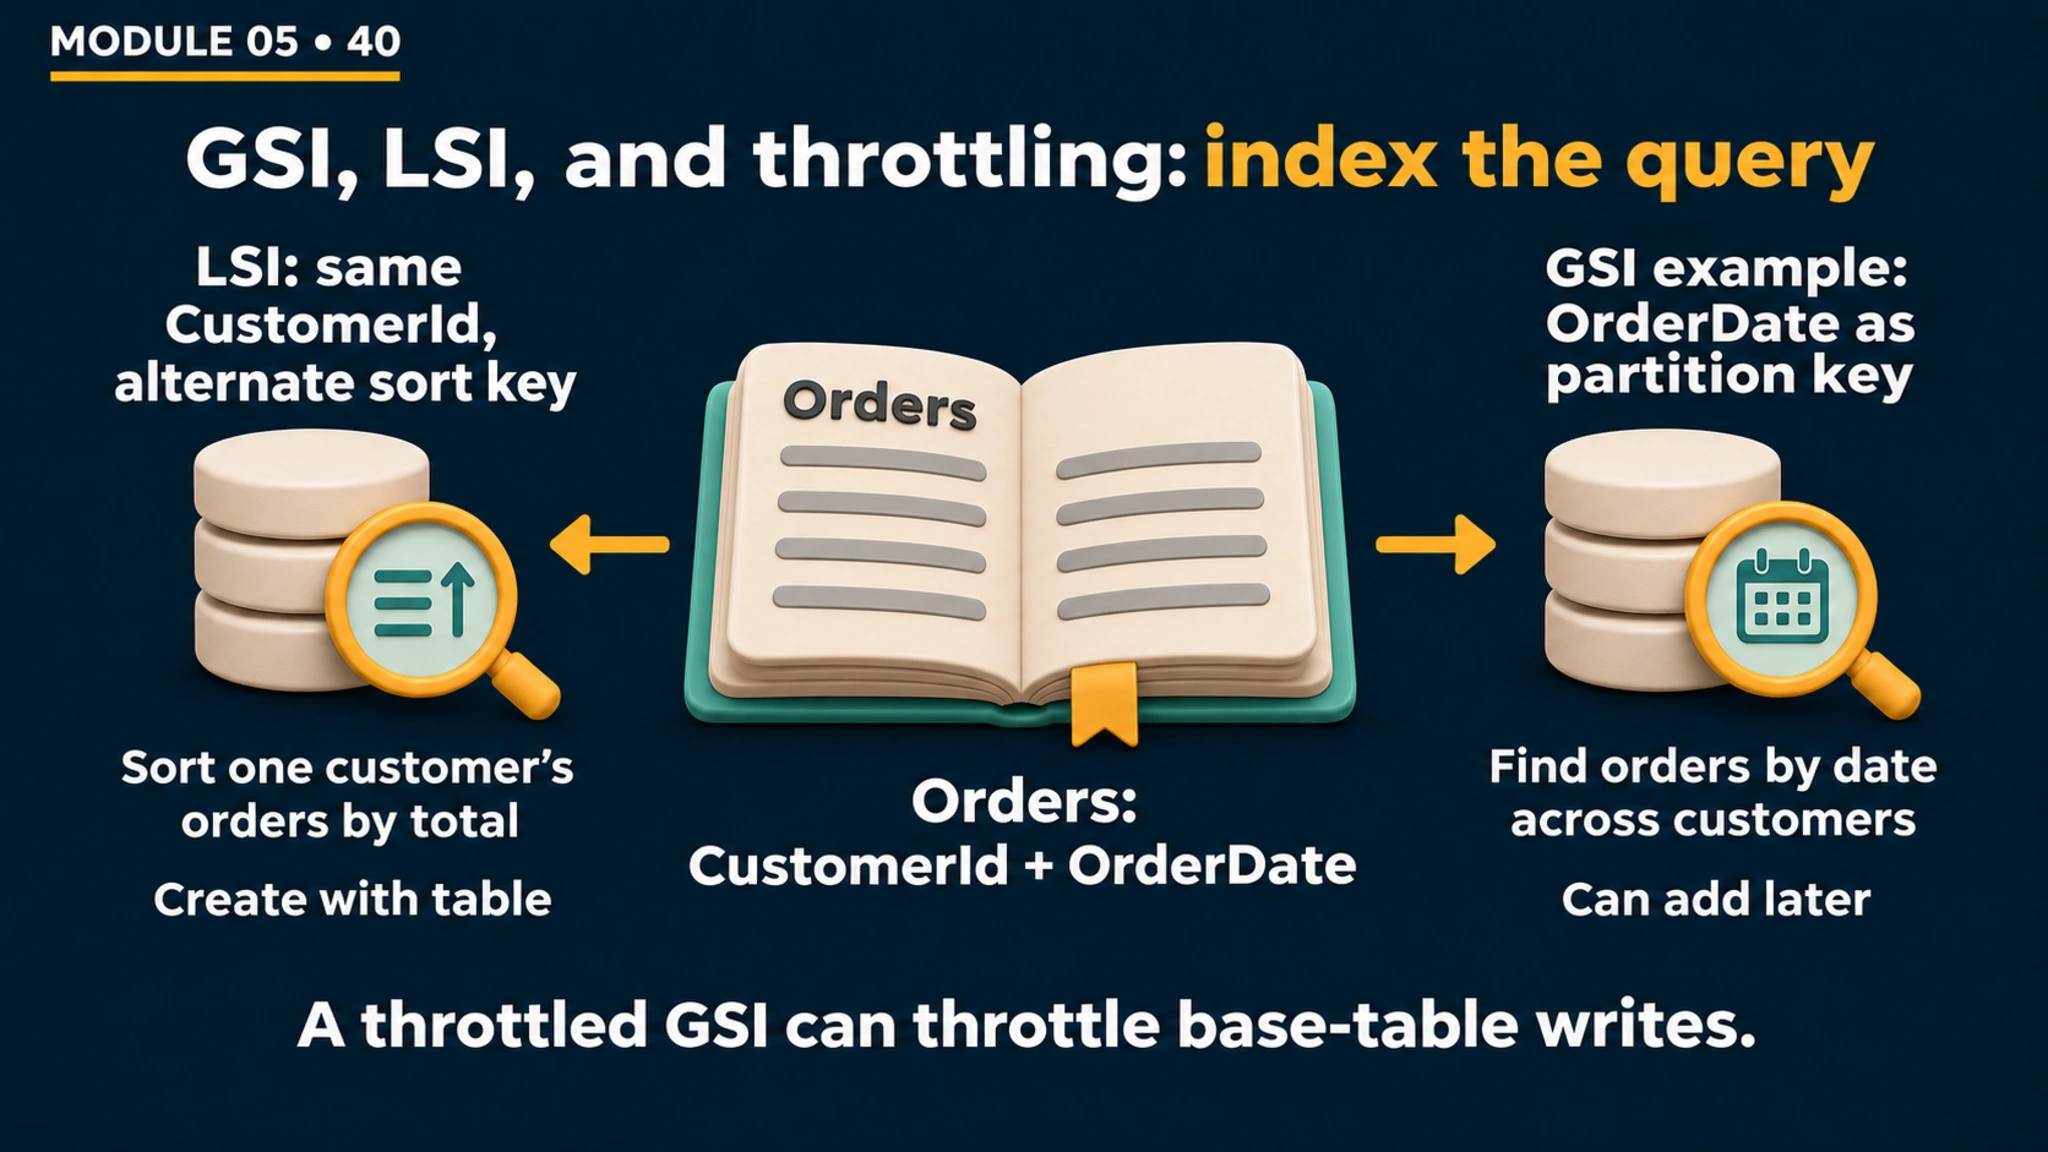 MODULE 05 • 40
GSI, LSI, and throttling: index the query
LSI: same
CustomerId,
alternate sort key
Sort one customer’s
orders by total
Create with table
Orders
Orders:
CustomerId + OrderDate
GSI example:
OrderDate as
partition key
Find orders by date
across customers
Can add later
A throttled GSI can throttle base-table writes.